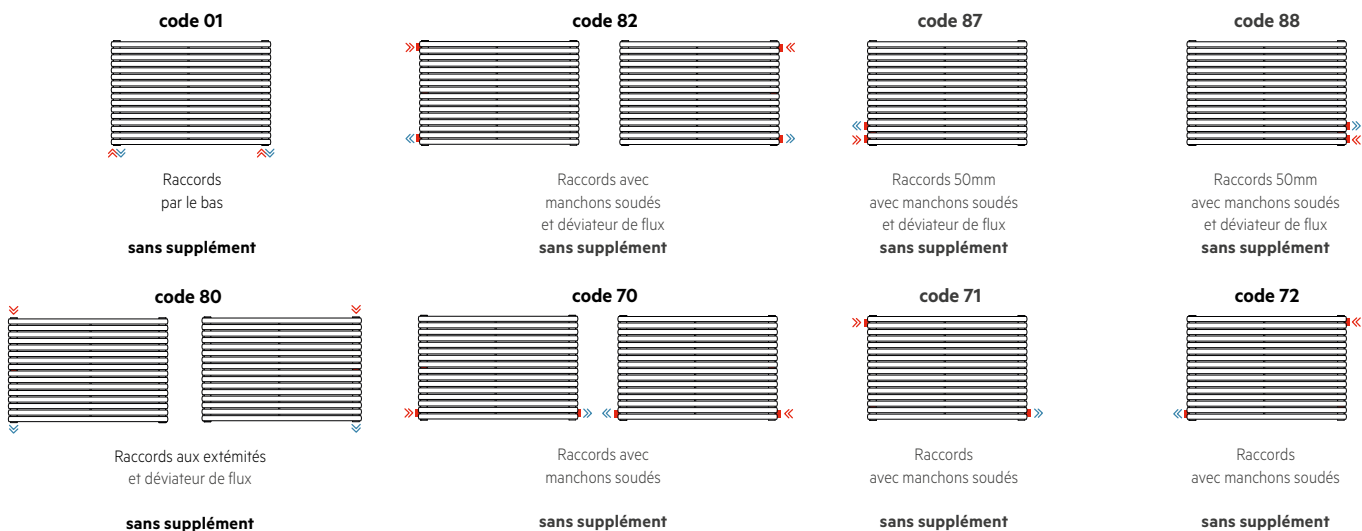 code 01
Raccords
par le bas
sans supplément
code 82
Raccords avec
manchons soudés
et déviateur de flux
sans supplément
code 87
Raccords 50mm
avec manchons soudés
et déviateur de flux
sans supplément
code 88
Raccords 50mm
avec manchons soudés
et déviateur de flux
sans supplément
code 80
Raccords aux extémités
et déviateur de flux
sans supplément
code 70
Raccords avec
manchons soudés
sans supplément
code 71
Raccords
avec manchons soudés
sans supplément
code 72
Raccords
avec manchons soudés
sans supplément